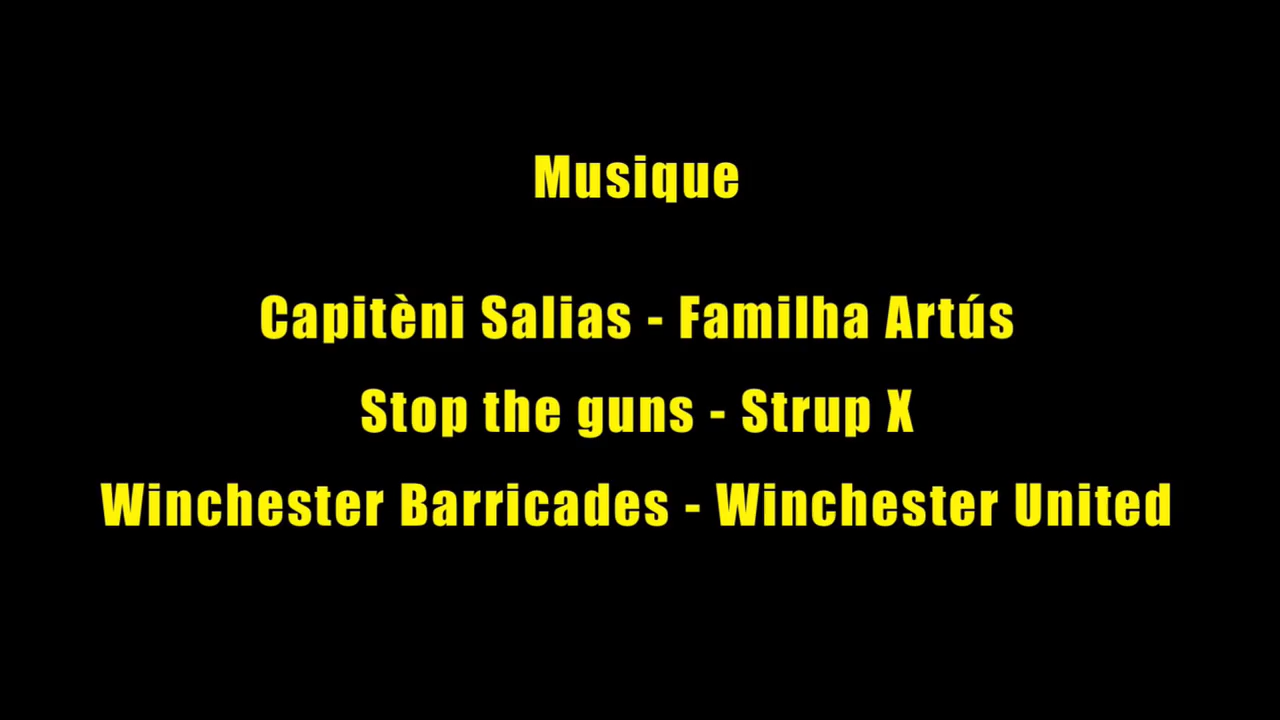 Musique
Capitèni Salias - Familha Artús
Stop the guns - Strup X
Winchester Barricades - Winchester United